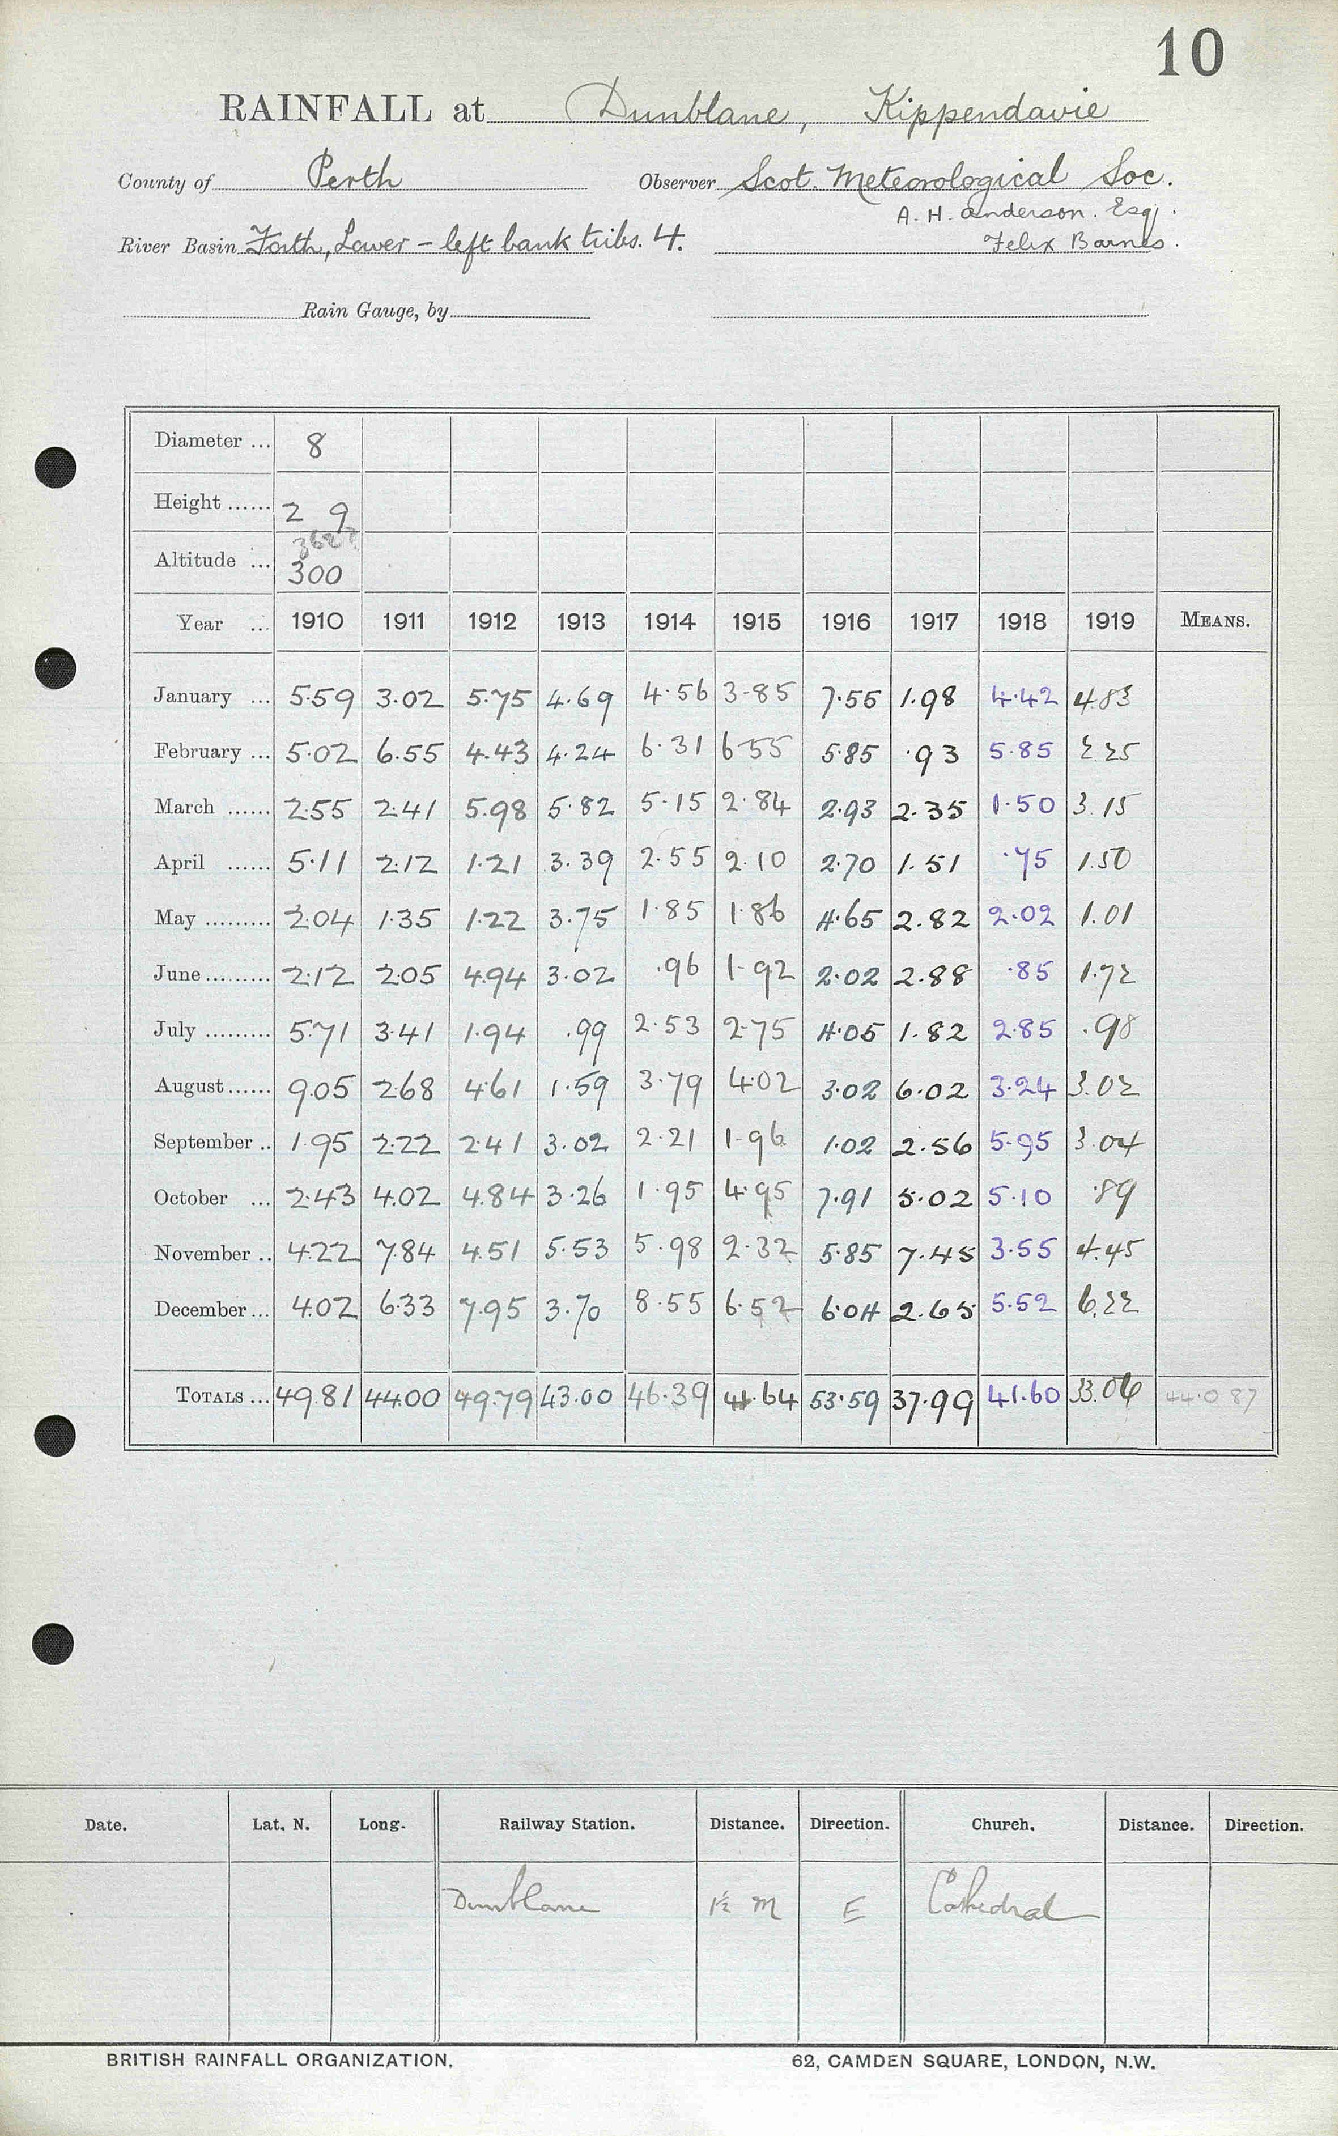 10
RAINFALL at Dunblane, Kippendavie
County of Perth Observer Scot. Meteorological Soc.
A. H. Anderson. Esq.
River Basin Forth, Lower - left bank tribs. 4. Felix Barnes.
Rain Gauge, by
Diameter ... 8
Height ...... 2 9
362?
Altitude ... 300
Year ... 1910 1911 1912 1913 1914 1915 1916 1917 1918 1919 MEANS.
January ... 5.59 3.02 5.75 4.69 4.56 3.85 7.55 1.98 4.42 4.83
February ... 5.02 6.55 4.43 4.24 6.31 6.55 5.85 .93 5.85 2.25
March ...... 2.55 2.41 5.98 5.82 5.15 2.84 2.93 2.35 1.50 3.15
April ...... 5.11 2.12 1.21 3.39 2.55 2.10 2.70 1.51 .75 1.50
May ......... 2.04 1.35 1.22 3.75 1.85 1.86 4.65 2.82 2.02 1.01
June ......... 2.12 2.05 4.94 3.02 .96 1.92 2.02 2.88 .85 1.72
July ......... 5.71 3.41 1.94 .99 2.53 2.75 4.05 1.82 2.85 .98
August ...... 9.05 2.68 4.61 1.59 3.79 4.02 3.02 6.02 3.24 3.02
September .. 1.95 2.22 2.41 3.02 2.21 1.96 1.02 2.56 5.95 3.04
October ... 2.43 4.02 4.84 3.26 1.95 4.95 7.91 5.02 5.10 .89
November .. 4.22 7.84 4.51 5.53 5.98 2.32 5.85 7.45 3.55 4.45
December ... 4.02 6.33 7.95 3.70 8.55 6.52 6.04 2.65 5.52 6.22
TOTALS ... 49.81 44.00 49.79 43.00 46.39 41.64 53.59 37.99 41.60 33.06 44.087
Date. Lat. N. Long. Railway Station. Distance. Direction. Church. Distance. Direction.
Dunblane 1½ M E Cathedral
BRITISH RAINFALL ORGANIZATION. 62, CAMDEN SQUARE, LONDON, N.W.